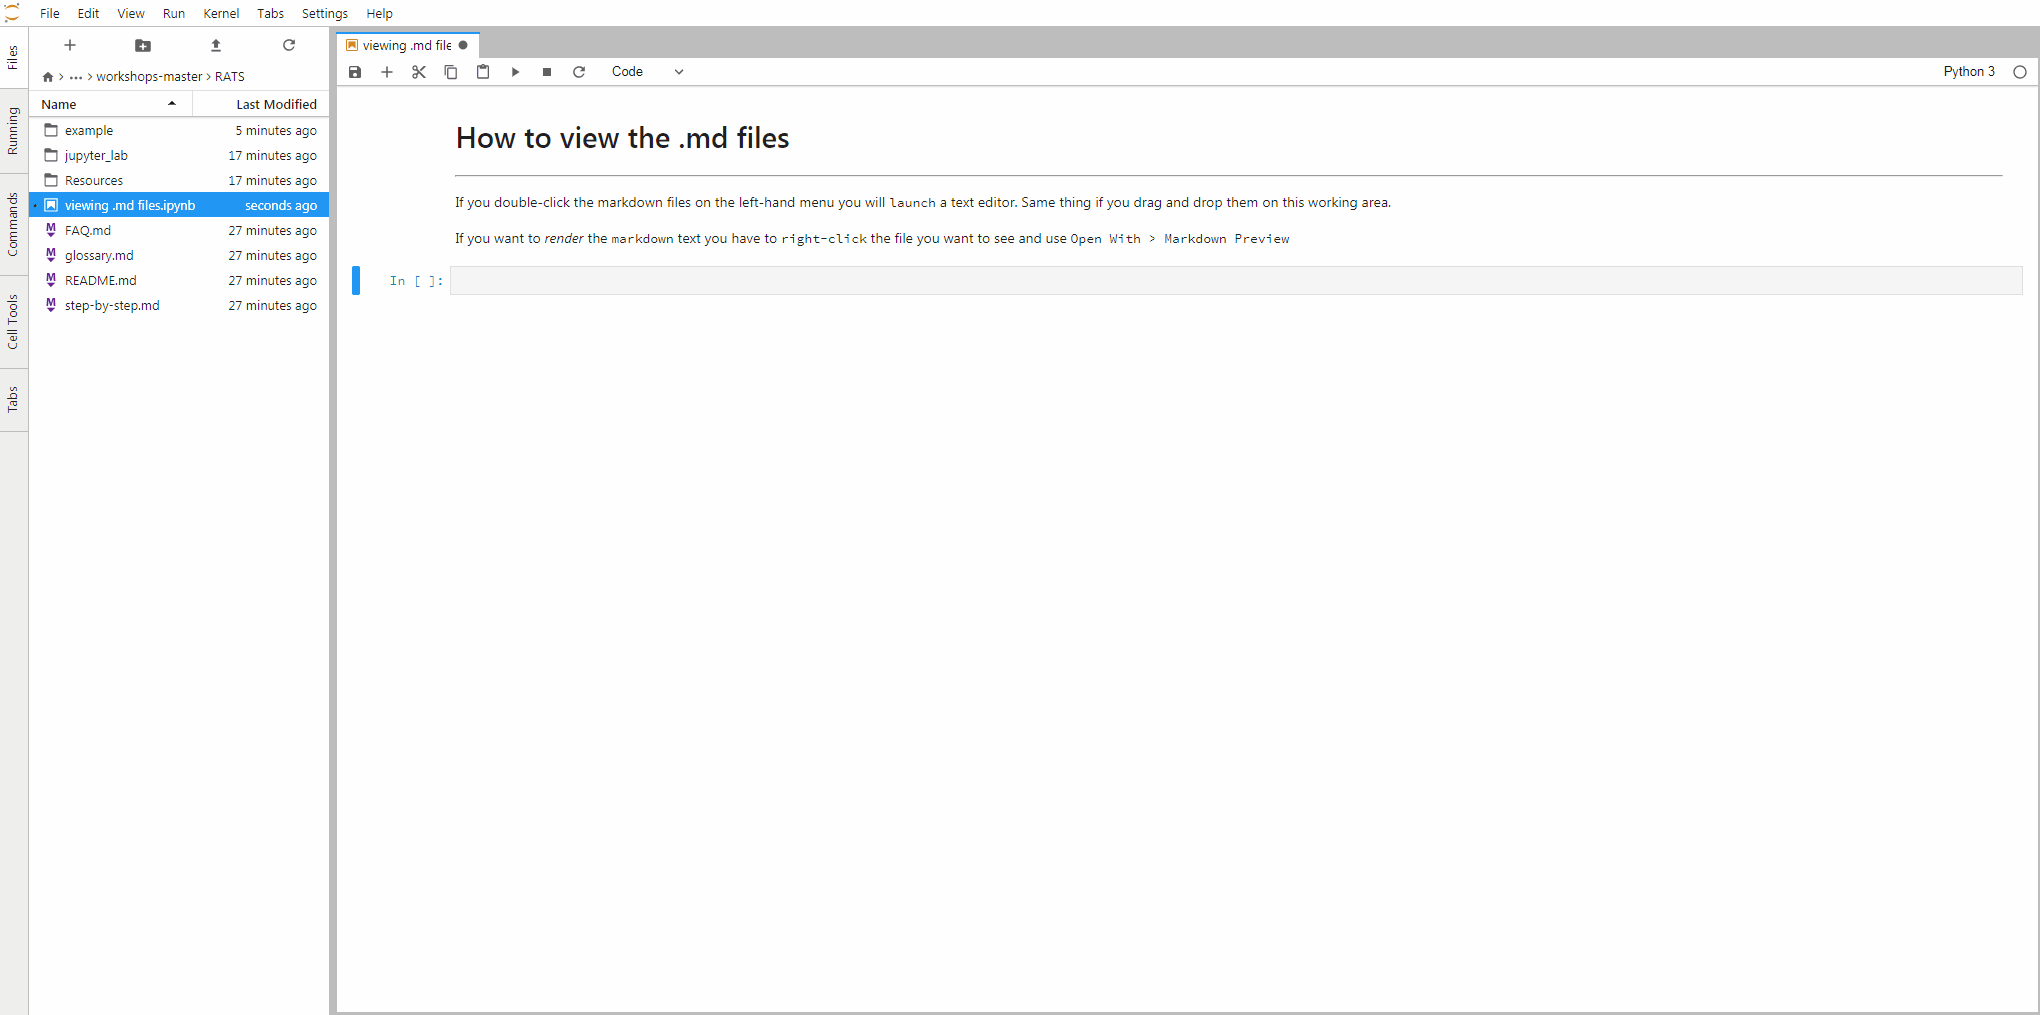 File Edit View Run Kernel Tabs Settings Help
Files
Running
Commands
Cell Tools
Tabs
> ... > workshops-master > RATS
Name Last Modified
example 5 minutes ago
jupyter_lab 17 minutes ago
Resources 17 minutes ago
viewing .md files.ipynb seconds ago
FAQ.md 27 minutes ago
glossary.md 27 minutes ago
README.md 27 minutes ago
step-by-step.md 27 minutes ago
viewing .md file
Code Python 3
How to view the .md files
If you double-click the markdown files on the left-hand menu you will launch a text editor. Same thing if you drag and drop them on this working area.
If you want to render the markdown text you have to right-click the file you want to see and use Open With > Markdown Preview
In [ ]: